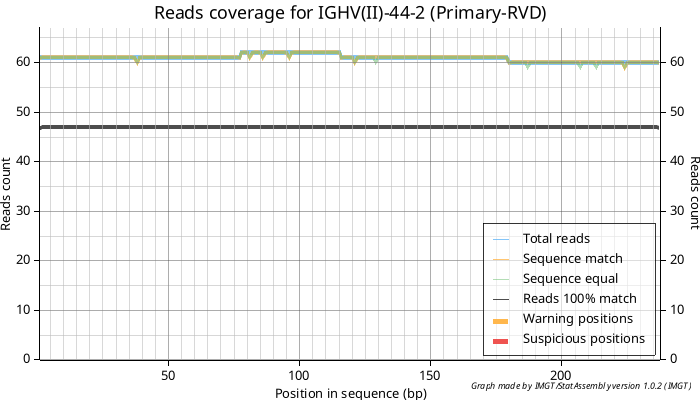 Reads coverage for IGHV(II)-44-2 (Primary-RVD)
Reads count
60
50
40
30
20
10
0
60
50
40
30
20
10
0
Reads count
Total reads
Sequence match
Sequence equal
Reads 100% match
Warning positions
Suspicious positions
50
100
150
200
Position in sequence (bp)
Graph made by IMGT/StatAssembly version 1.0.2 (IMGT)